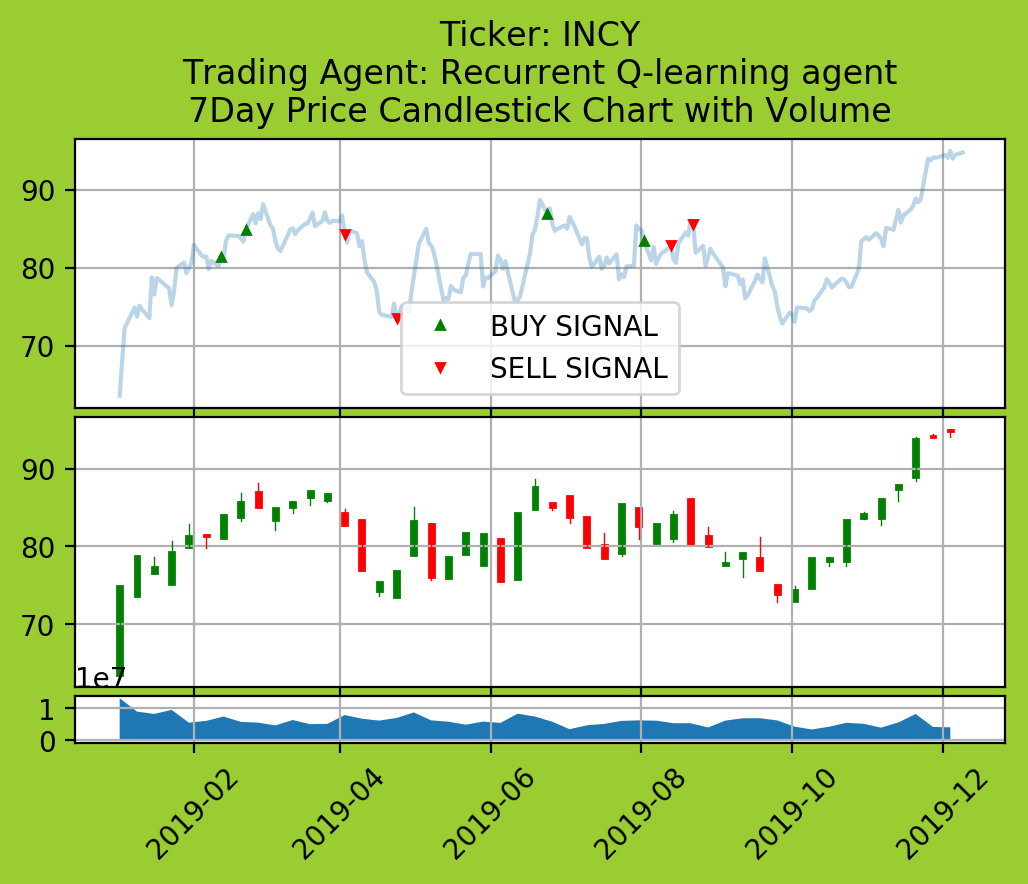 Ticker: INCY
Trading Agent: Recurrent Q-learning agent
7Day Price Candlestick Chart with Volume
90
80
70
BUY SIGNAL
SELL SIGNAL
90
80
70
1e7
1
0
2019-02
2019-04
2019-06
2019-08
2019-10
2019-12